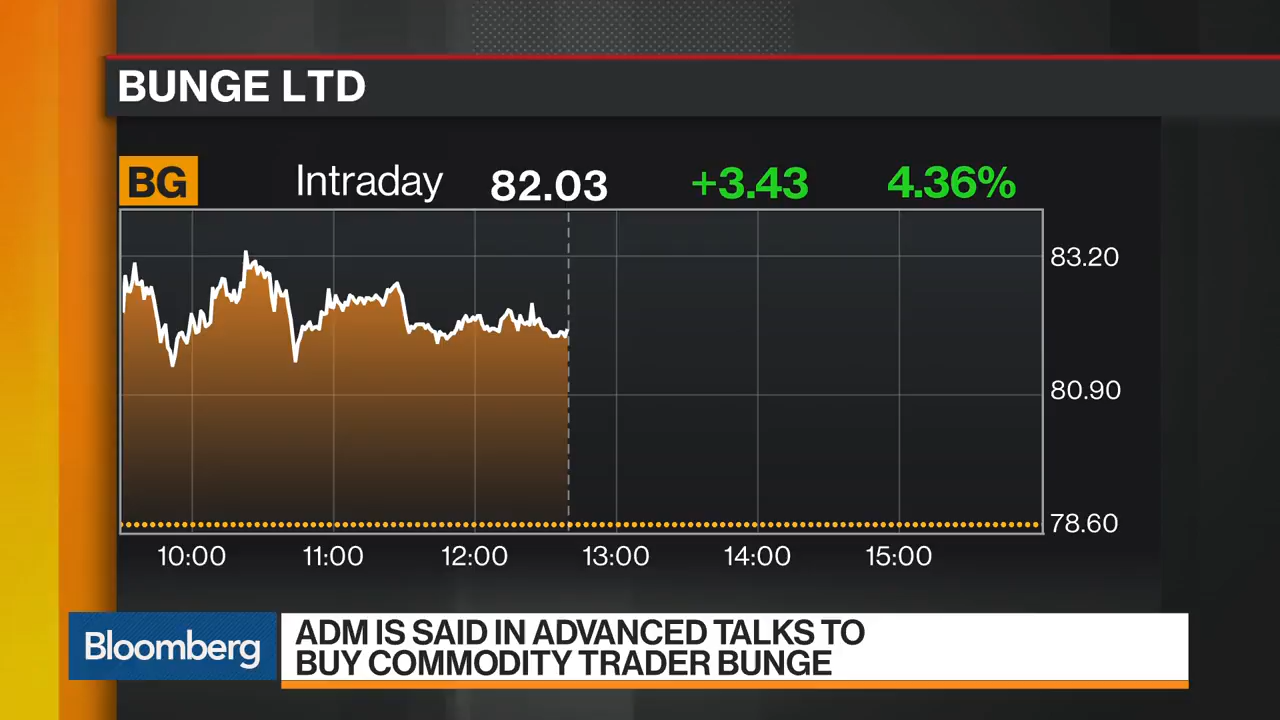 BUNGE LTD
BG Intraday 82.03 +3.43 4.36%
83.20
80.90
78.60
10:00 11:00 12:00 13:00 14:00 15:00
Bloomberg
ADM IS SAID IN ADVANCED TALKS TO
BUY COMMODITY TRADER BUNGE